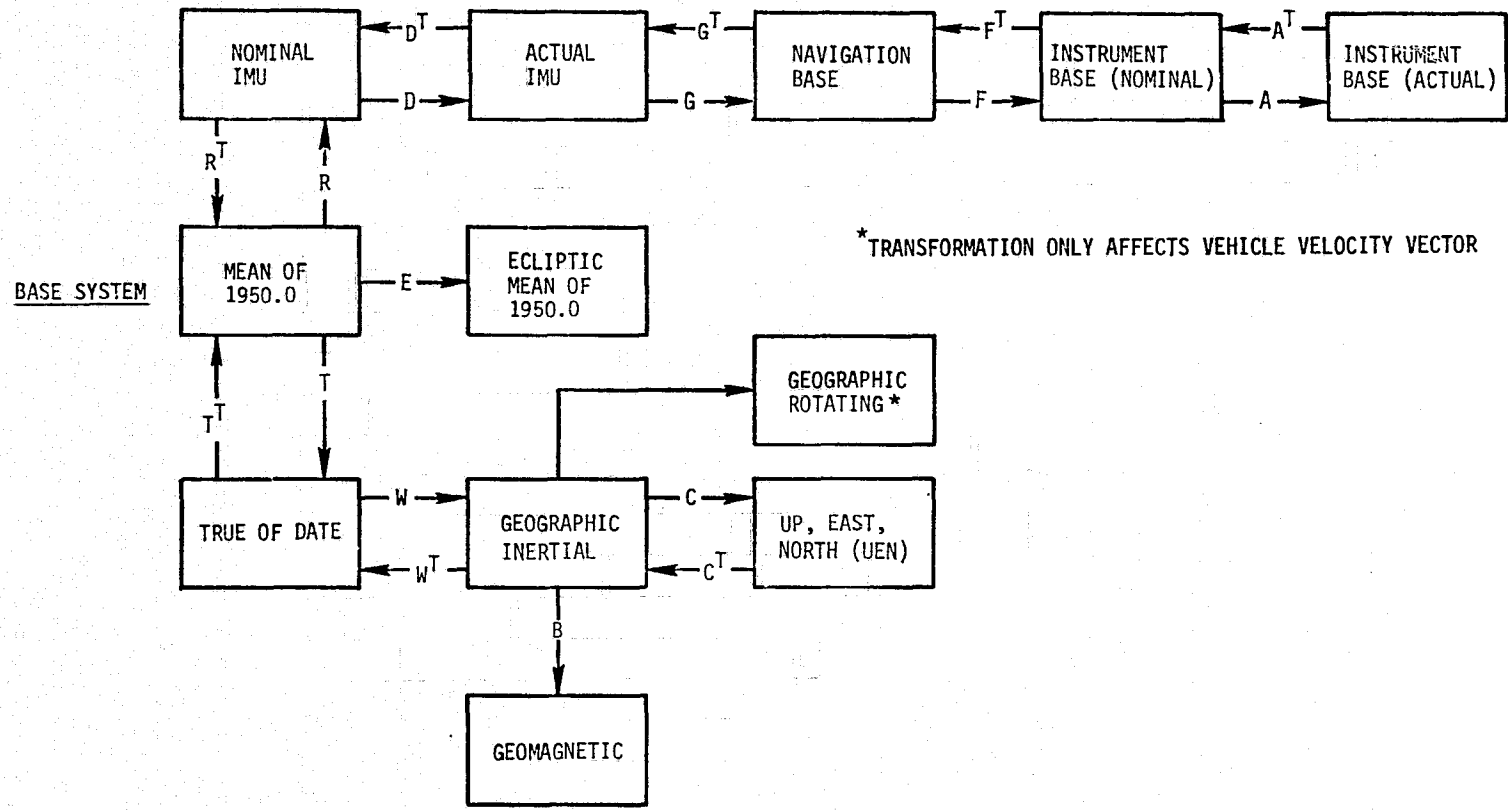 NOMINAL
IMU
D^T
D
ACTUAL
IMU
G^T
G
NAVIGATION
BASE
F^T
F
INSTRUMENT
BASE (NOMINAL)
A^T
A
INSTRUMENT
BASE (ACTUAL)
R^T
R
BASE SYSTEM
MEAN OF
1950.0
E
ECLIPTIC
MEAN OF
1950.0
*TRANSFORMATION ONLY AFFECTS VEHICLE VELOCITY VECTOR
T^T
T
GEOGRAPHIC
ROTATING*
TRUE OF DATE
W
W^T
GEOGRAPHIC
INERTIAL
C
C^T
UP, EAST,
NORTH (UEN)
B
GEOMAGNETIC